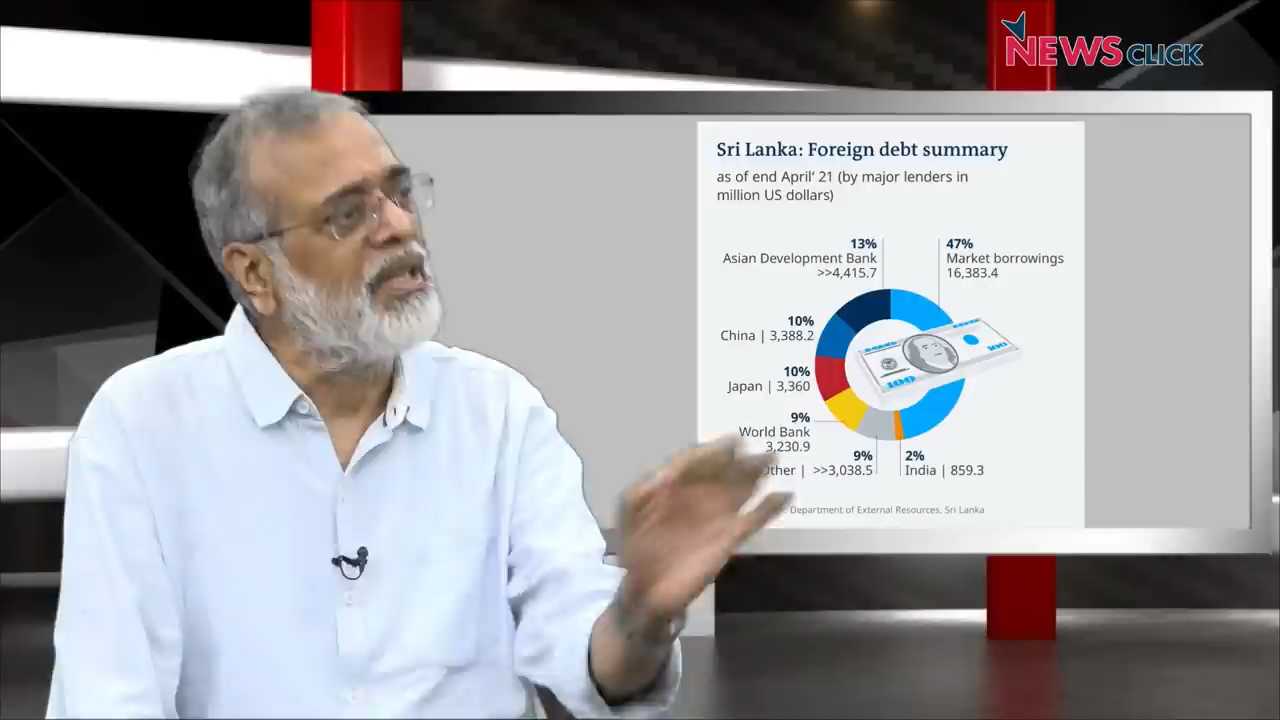 NEWSCLICK
Sri Lanka: Foreign debt summary
as of end April' 21 (by major lenders in
million US dollars)
13%
Asian Development Bank
>>4,415.7
47%
Market borrowings
16,383.4
10%
China | 3,388.2
10%
Japan | 3,360
9%
World Bank
3,230.9
9%
Other | >>3,038.5
2%
India | 859.3
Department of External Resources, Sri Lanka
100
100